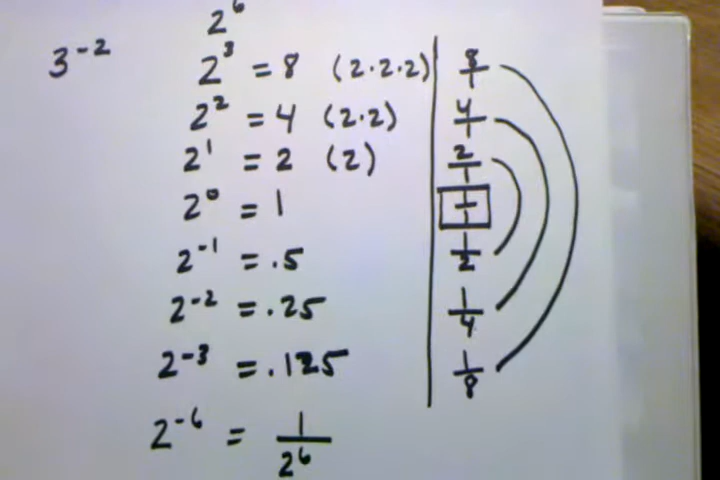 2⁶
3⁻²
2³ = 8 (2·2·2) 8/1
2² = 4 (2·2) 4/1
2¹ = 2 (2) 2/1
2⁰ = 1 1/1
2⁻¹ = .5 1/2
2⁻² = .25 1/4
2⁻³ = .125 1/8
2⁻⁶ = 1/2⁶